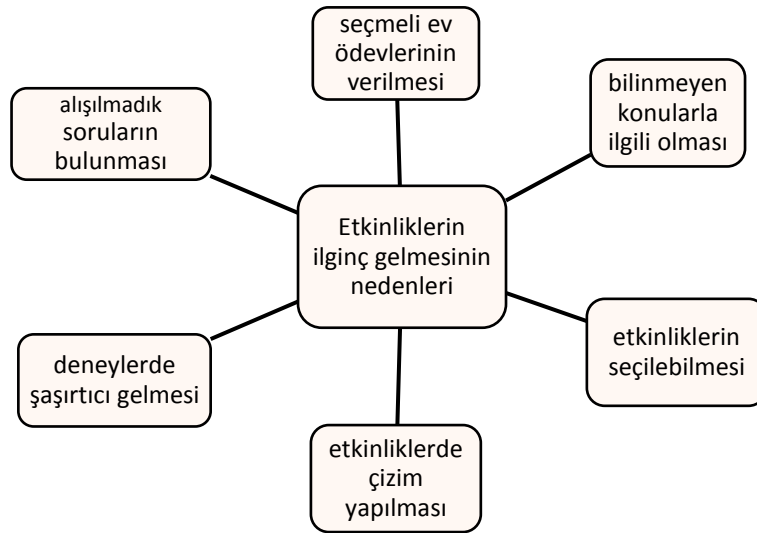 seçmeli ev
ödevlerinin
verilmesi
alışılmadık
soruların
bulunması
bilinmeyen
konularla
ilgili olması
Etkinliklerin
ilginç gelmesinin
nedenleri
deneylerde
şaşırtıcı gelmesi
etkinliklerin
seçilebilmesi
etkinliklerde
çizim
yapılması